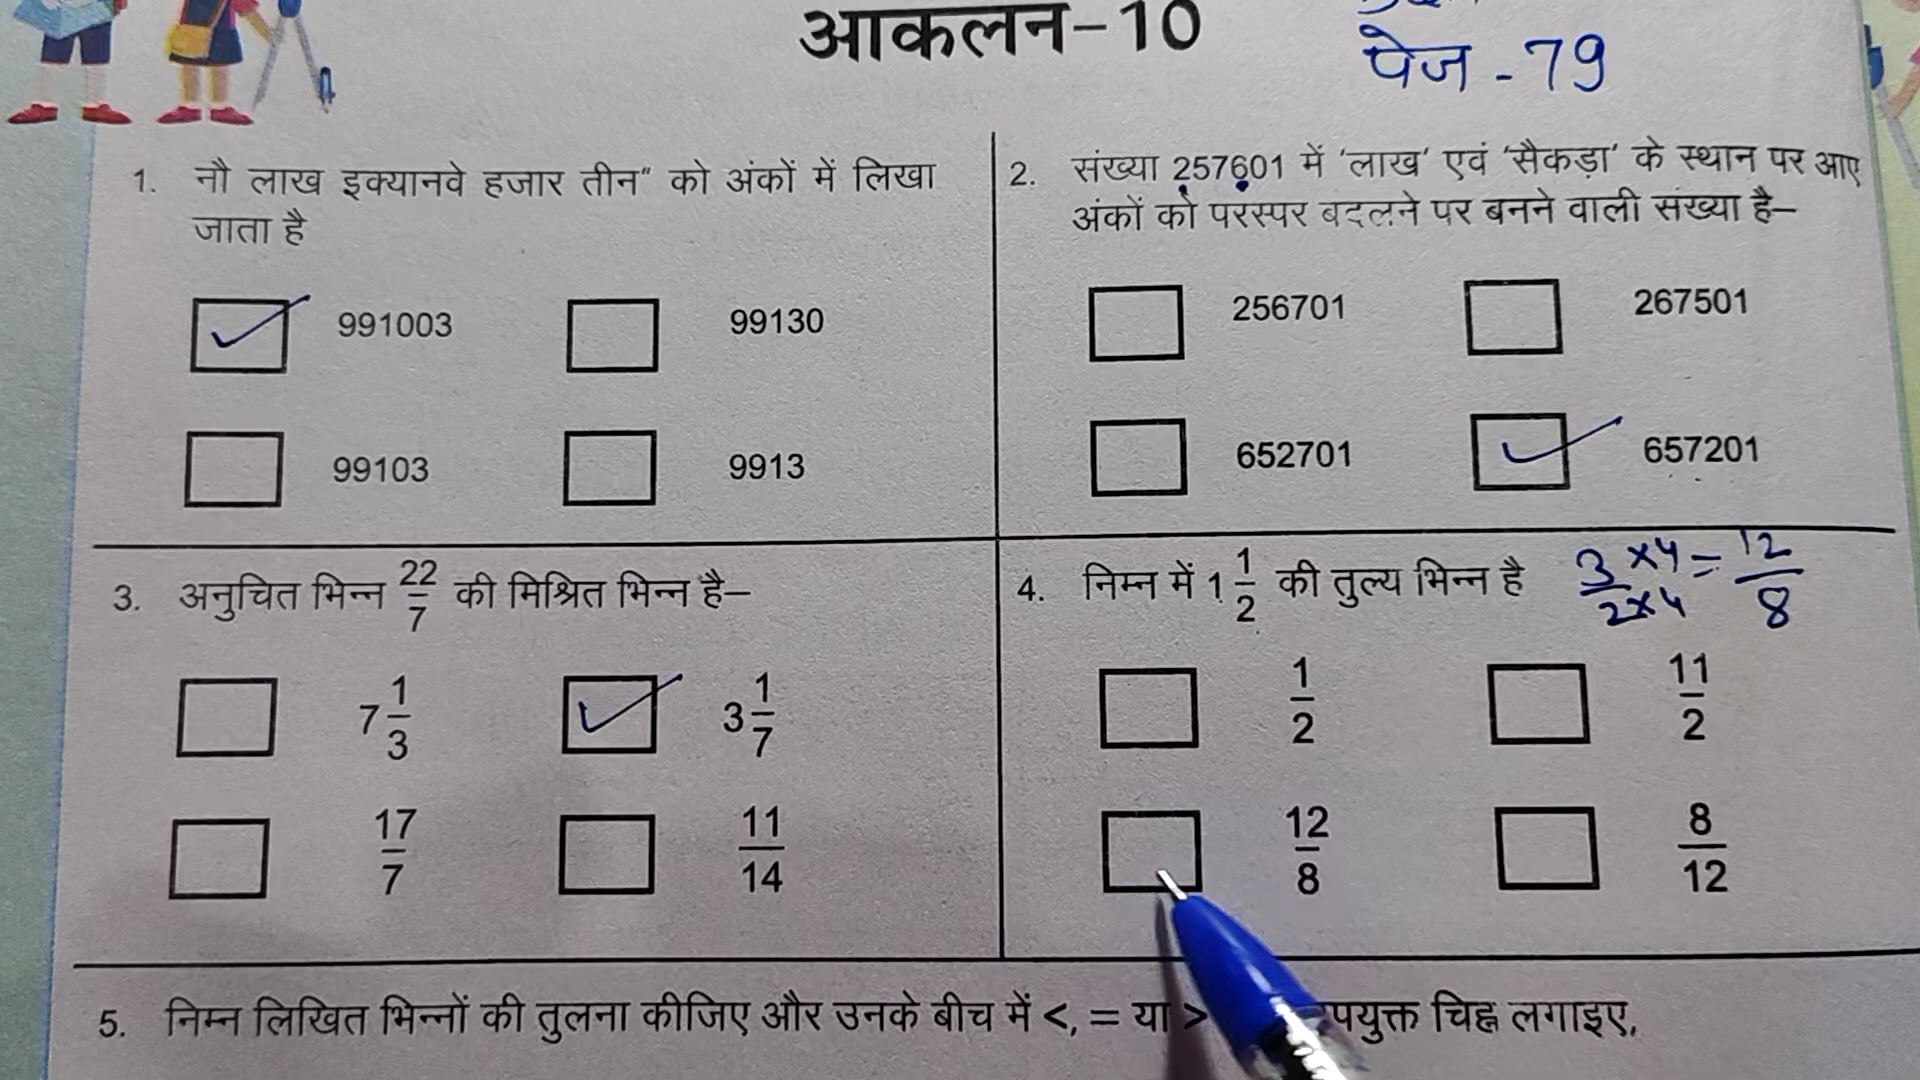 आकलन-10
पेज - 79
1. नौ लाख इक्यानवे हजार तीन" को अंकों में लिखा
जाता है
991003
99130
99103
9913
2. संख्या 257601 में 'लाख' एवं 'सैकड़ा' के स्थान पर आए
अंकों को परस्पर बदलने पर बनने वाली संख्या है–
256701
267501
652701
657201
3. अनुचित भिन्न 22/7 की मिश्रित भिन्न है–
7 1/3
3 1/7
17/7
11/14
4. निम्न में 1 1/2 की तुल्य भिन्न है
3×4/2×4 = 12/8
1/2
11/2
12/8
8/12
5. निम्न लिखित भिन्नों की तुलना कीजिए और उनके बीच में <, = या > पयुक्त चिह्न लगाइए,